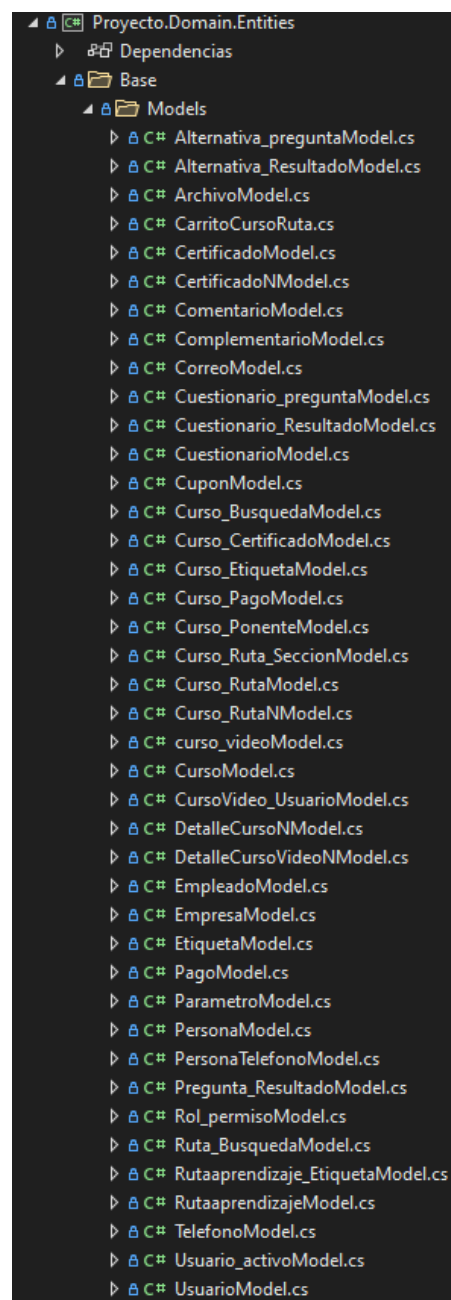 C# Proyecto.Domain.Entities
Dependencias
Base
Models
C# Alternativa_preguntaModel.cs
C# Alternativa_ResultadoModel.cs
C# ArchivoModel.cs
C# CarritoCursoRuta.cs
C# CertificadoModel.cs
C# CertificadoNModel.cs
C# ComentarioModel.cs
C# ComplementarioModel.cs
C# CorreoModel.cs
C# Cuestionario_preguntaModel.cs
C# Cuestionario_ResultadoModel.cs
C# CuestionarioModel.cs
C# CuponModel.cs
C# Curso_BusquedaModel.cs
C# Curso_CertificadoModel.cs
C# Curso_EtiquetaModel.cs
C# Curso_PagoModel.cs
C# Curso_PonenteModel.cs
C# Curso_Ruta_SeccionModel.cs
C# Curso_RutaModel.cs
C# Curso_RutaNModel.cs
C# curso_videoModel.cs
C# CursoModel.cs
C# CursoVideo_UsuarioModel.cs
C# DetalleCursoNModel.cs
C# DetalleCursoVideoNModel.cs
C# EmpleadoModel.cs
C# EmpresaModel.cs
C# EtiquetaModel.cs
C# PagoModel.cs
C# ParametroModel.cs
C# PersonaModel.cs
C# PersonaTelefonoModel.cs
C# Pregunta_ResultadoModel.cs
C# Rol_permisoModel.cs
C# Ruta_BusquedaModel.cs
C# Rutaaprendizaje_EtiquetaModel.cs
C# RutaaprendizajeModel.cs
C# TelefonoModel.cs
C# Usuario_activoModel.cs
C# UsuarioModel.cs